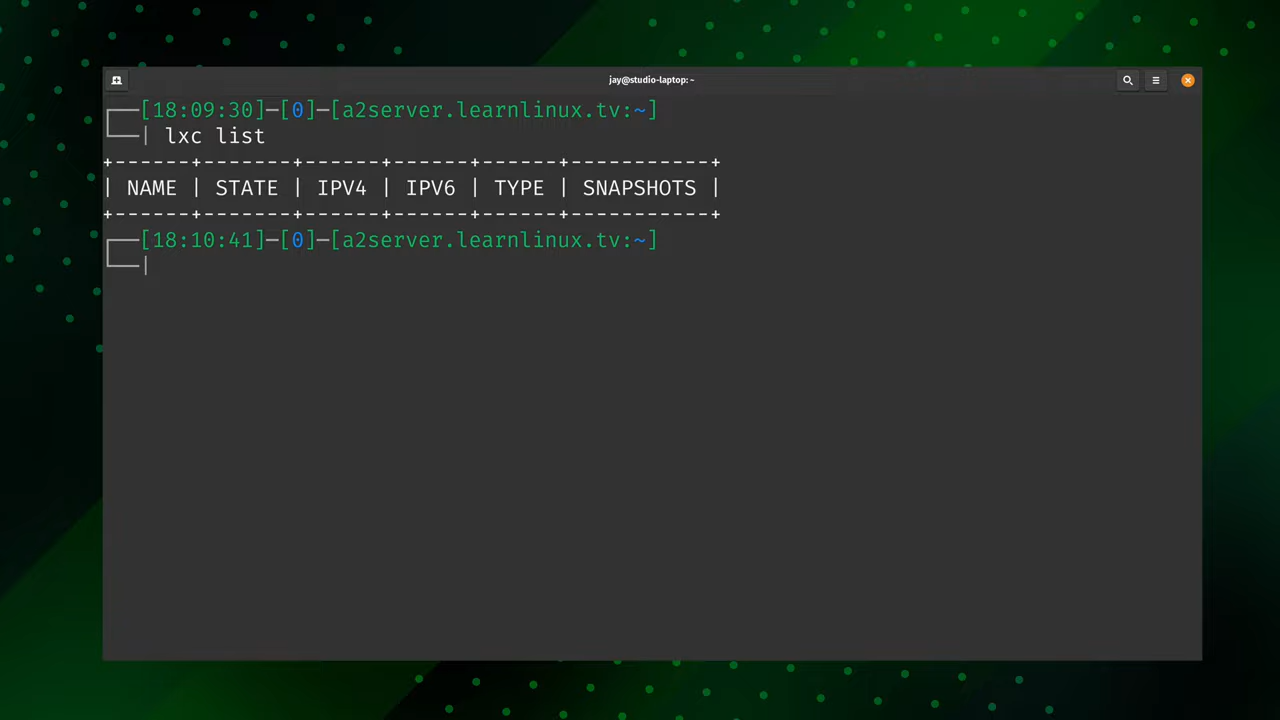 jay@studio-laptop: ~
┌──[18:09:30]─[0]─[a2server.learnlinux.tv:~]
└──| lxc list
+------+-------+------+------+------+-----------+
| NAME | STATE | IPV4 | IPV6 | TYPE | SNAPSHOTS |
+------+-------+------+------+------+-----------+
┌──[18:10:41]─[0]─[a2server.learnlinux.tv:~]
└──|